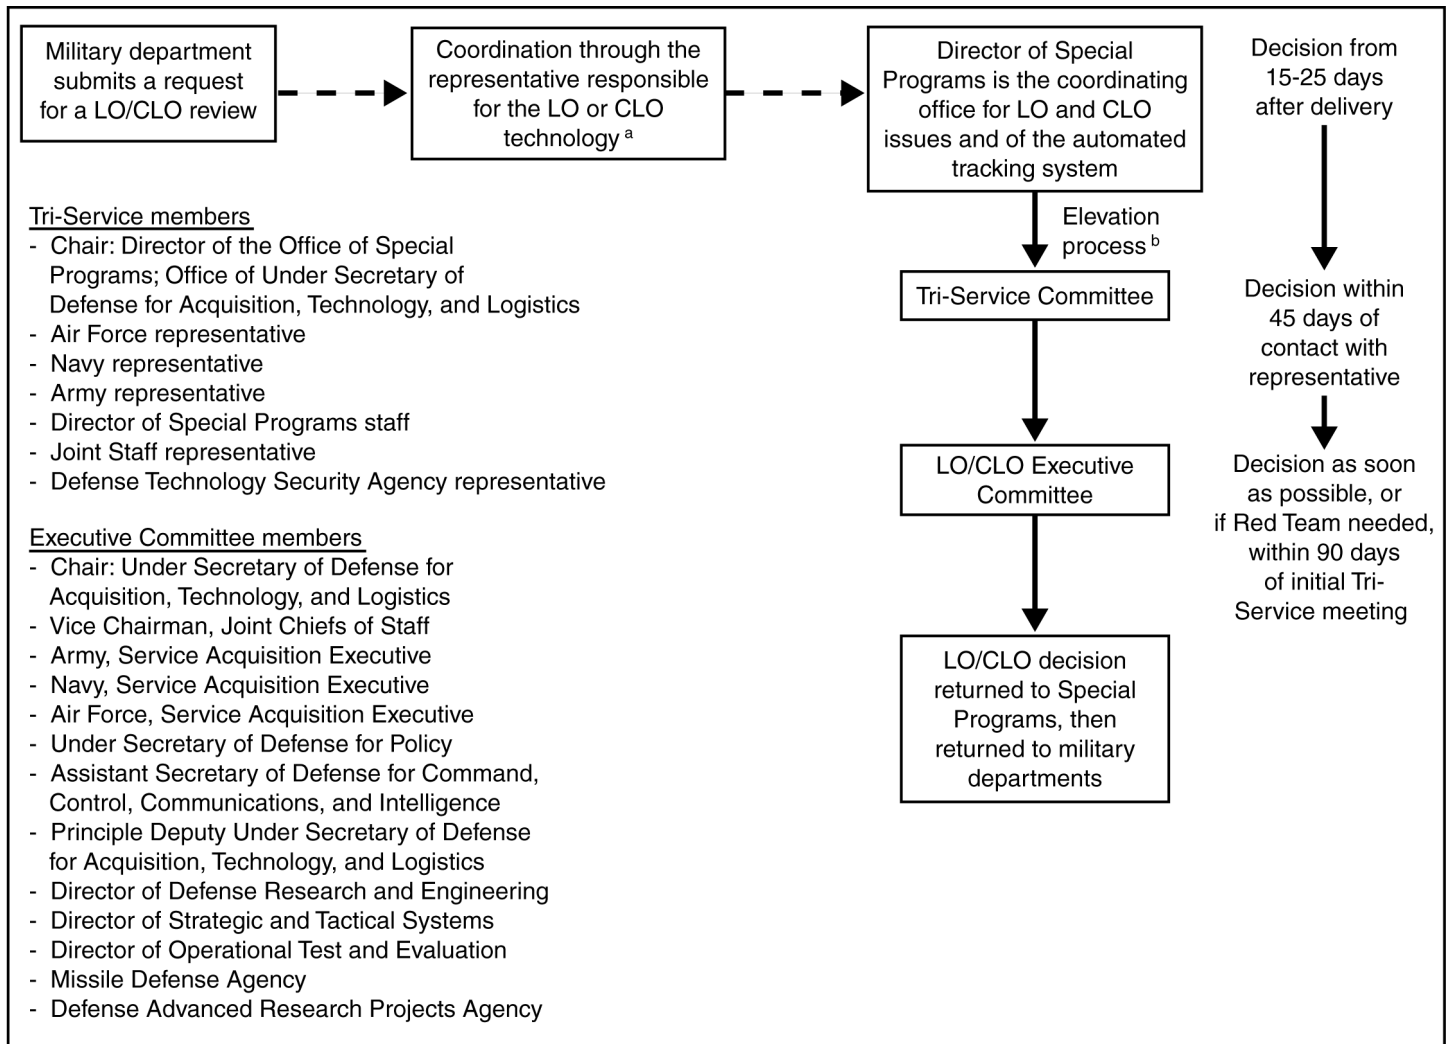 Military department
submits a request
for a LO/CLO review
Coordination through the
representative responsible
for the LO or CLO
technology a
Director of Special
Programs is the coordinating
office for LO and CLO
issues and of the automated
tracking system
Decision from
15-25 days
after delivery
Elevation
process b
Tri-Service Committee
Decision within
45 days of
contact with
representative
LO/CLO Executive
Committee
Decision as soon
as possible, or
if Red Team needed,
within 90 days
of initial Tri-
Service meeting
LO/CLO decision
returned to Special
Programs, then
returned to military
departments
Tri-Service members
- Chair: Director of the Office of Special
Programs; Office of Under Secretary of
Defense for Acquisition, Technology, and Logistics
- Air Force representative
- Navy representative
- Army representative
- Director of Special Programs staff
- Joint Staff representative
- Defense Technology Security Agency representative
Executive Committee members
- Chair: Under Secretary of Defense for
Acquisition, Technology, and Logistics
- Vice Chairman, Joint Chiefs of Staff
- Army, Service Acquisition Executive
- Navy, Service Acquisition Executive
- Air Force, Service Acquisition Executive
- Under Secretary of Defense for Policy
- Assistant Secretary of Defense for Command,
Control, Communications, and Intelligence
- Principle Deputy Under Secretary of Defense
for Acquisition, Technology, and Logistics
- Director of Defense Research and Engineering
- Director of Strategic and Tactical Systems
- Director of Operational Test and Evaluation
- Missile Defense Agency
- Defense Advanced Research Projects Agency